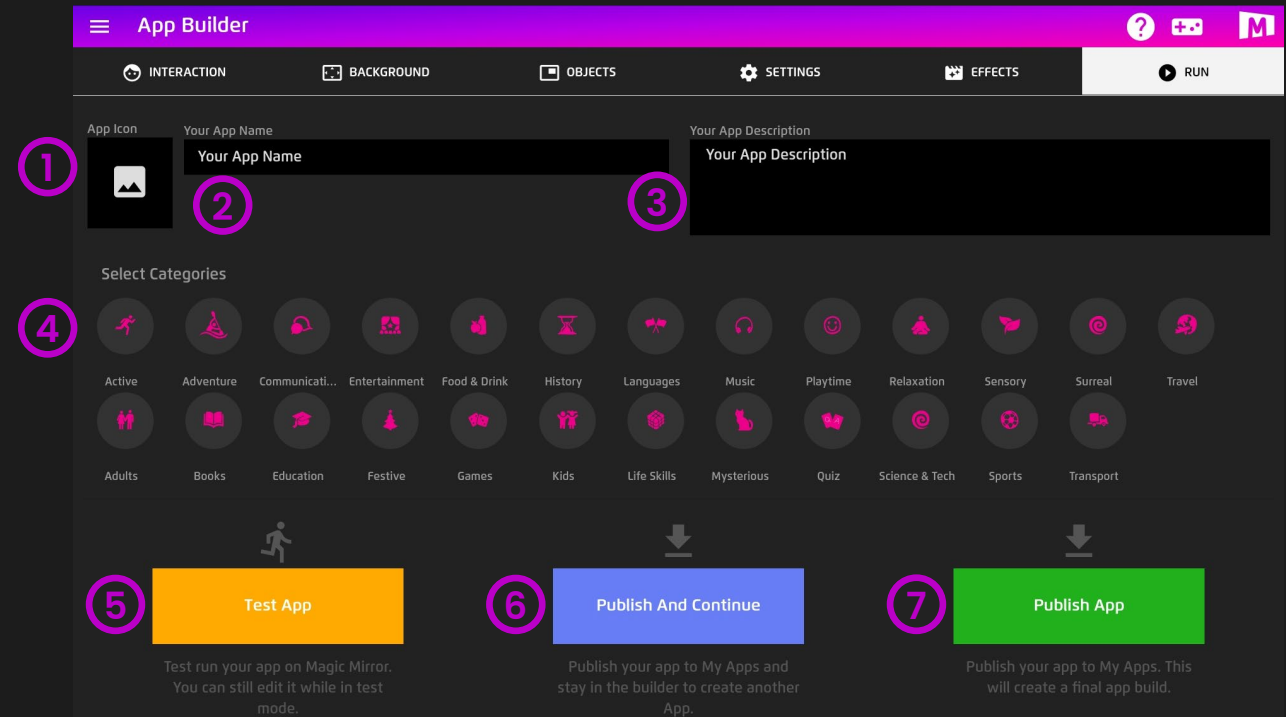 App Builder
?
M
INTERACTION
BACKGROUND
OBJECTS
SETTINGS
EFFECTS
RUN
App Icon
Your App Name
Your App Description
1
Your App Name
Your App Description
2
3
Select Categories
4
Active
Adventure
Communicati...
Entertainment
Food & Drink
History
Languages
Music
Playtime
Relaxation
Sensory
Surreal
Travel
Adults
Books
Education
Festive
Games
Kids
Life Skills
Mysterious
Quiz
Science & Tech
Sports
Transport
5
Test App
Test run your app on Magic Mirror.
You can still edit it while in test
mode.
6
Publish And Continue
Publish your app to My Apps and
stay in the builder to create another
App.
7
Publish App
Publish your app to My Apps. This
will create a final app build.